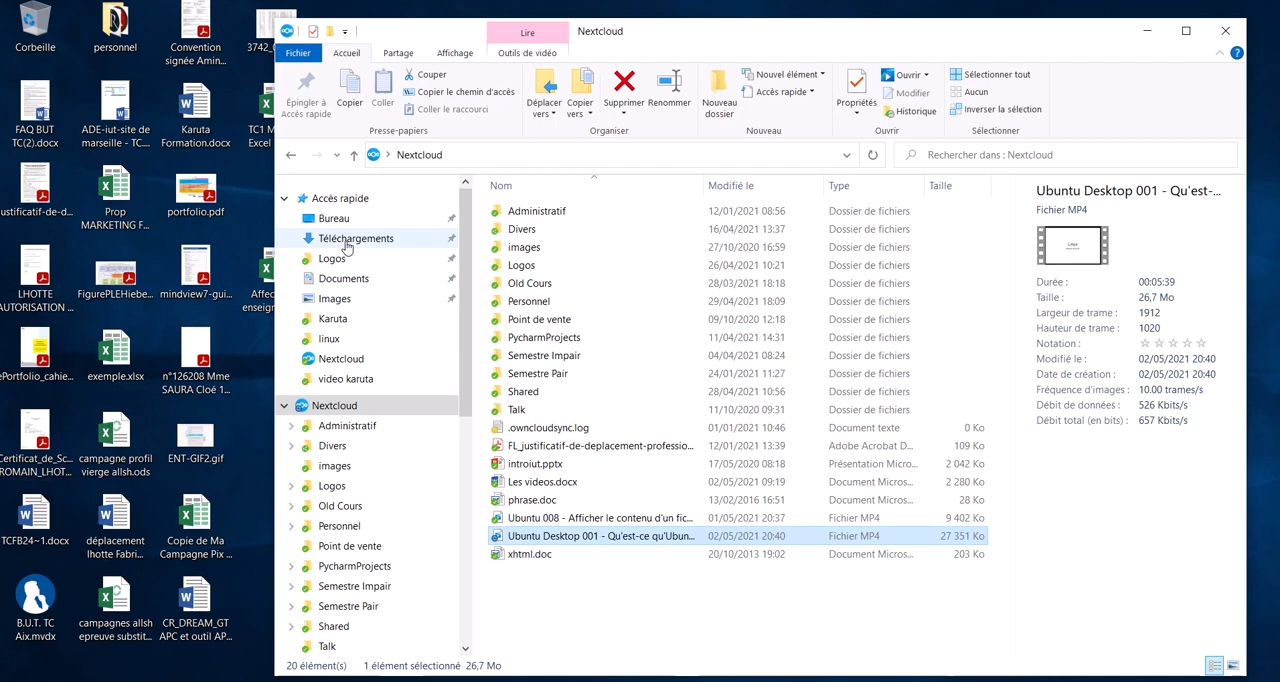 Corbeille
personnel
Convention
signée Amin...
FAQ BUT
TC(2).docx
ADE-iut-site de
marseille - TC....
Karuta
Formation.docx
TC1 M
Excel
ustificatif-de-d...
Prop
MARKETING F...
portfolio.pdf
LHOTTE
AUTORISATION ...
FigurePLEHiebe...
mindview7-gui...
Affec
enseign
ePortfolio_cahie...
exemple.xlsx
n°126208 Mme
SAURA Cloé 1...
Certificat_de_Sc...
ROMAIN_LHOT...
campagne profil
vierge allsh.ods
ENT-GIF2.gif
TCFB24~1.docx
déplacement
lhotte Fabri...
Copie de Ma
Campagne Pix ...
B.U.T. TC
Aix.mvdx
campagnes allsh
epreuve substit...
CR_DREAM_GT
APC et outil AP...
Lire
Nextcloud
Fichier
Accueil
Partage
Affichage
Outils de vidéo
Épingler à
Accès rapide
Copier
Coller
Couper
Copier le chemin d'accès
Coller le raccourci
Presse-papiers
Déplacer
vers
Copier
vers
Supprimer
Renommer
Organiser
Nouveau
dossier
Nouvel élément
Accès rapide
Nouveau
Propriétés
Ouvrir
Modifier
Historique
Ouvrir
Sélectionner tout
Aucun
Inverser la sélection
Sélectionner
Nextcloud
Rechercher dans : Nextcloud
Accès rapide
Bureau
Téléchargements
Logos
Documents
Images
Karuta
linux
Nextcloud
video karuta
Nextcloud
Administratif
Divers
images
Logos
Old Cours
Personnel
Point de vente
PycharmProjects
Semestre Impair
Semestre Pair
Shared
Talk
Nom Modifié le Type Taille
Administratif 12/01/2021 08:56 Dossier de fichiers
Divers 16/04/2021 13:37 Dossier de fichiers
images 27/10/2020 16:59 Dossier de fichiers
Logos 26/04/2021 10:21 Dossier de fichiers
Old Cours 28/03/2021 18:18 Dossier de fichiers
Personnel 29/04/2021 18:09 Dossier de fichiers
Point de vente 09/10/2020 12:18 Dossier de fichiers
PycharmProjects 11/04/2021 14:31 Dossier de fichiers
Semestre Impair 04/04/2021 08:24 Dossier de fichiers
Semestre Pair 24/01/2021 11:27 Dossier de fichiers
Shared 28/04/2021 10:56 Dossier de fichiers
Talk 11/10/2020 09:31 Dossier de fichiers
.owncloudsync.log 01/01/2021 10:46 Document texte 0 Ko
FL_justificatif-de-deplacement-professio... 12/01/2021 13:39 Adobe Acrobat D... 109 Ko
introiut.pptx 17/05/2020 08:18 Présentation Micro... 2 042 Ko
Les videos.docx 02/05/2021 09:19 Document Micros... 2 280 Ko
phrase.doc 13/02/2016 16:51 Document Micros... 28 Ko
Ubuntu 008 - Afficher le contenu d'un fic... 01/05/2021 20:37 Fichier MP4 9 402 Ko
Ubuntu Desktop 001 - Qu'est-ce qu'Ubun... 02/05/2021 20:40 Fichier MP4 27 351 Ko
xhtml.doc 20/10/2013 19:02 Document Micros... 203 Ko
Ubuntu Desktop 001 - Qu'est-...
Fichier MP4
Linux
Durée : 00:05:39
Taille : 26,7 Mo
Largeur de trame : 1912
Hauteur de trame : 1020
Notation :
Modifié le : 02/05/2021 20:40
Date de création : 02/05/2021 20:40
Fréquence d'images : 10.00 trames/s
Débit de données : 526 Kbits/s
Débit total (en bits) : 657 Kbits/s
20 élément(s) 1 élément sélectionné 26,7 Mo